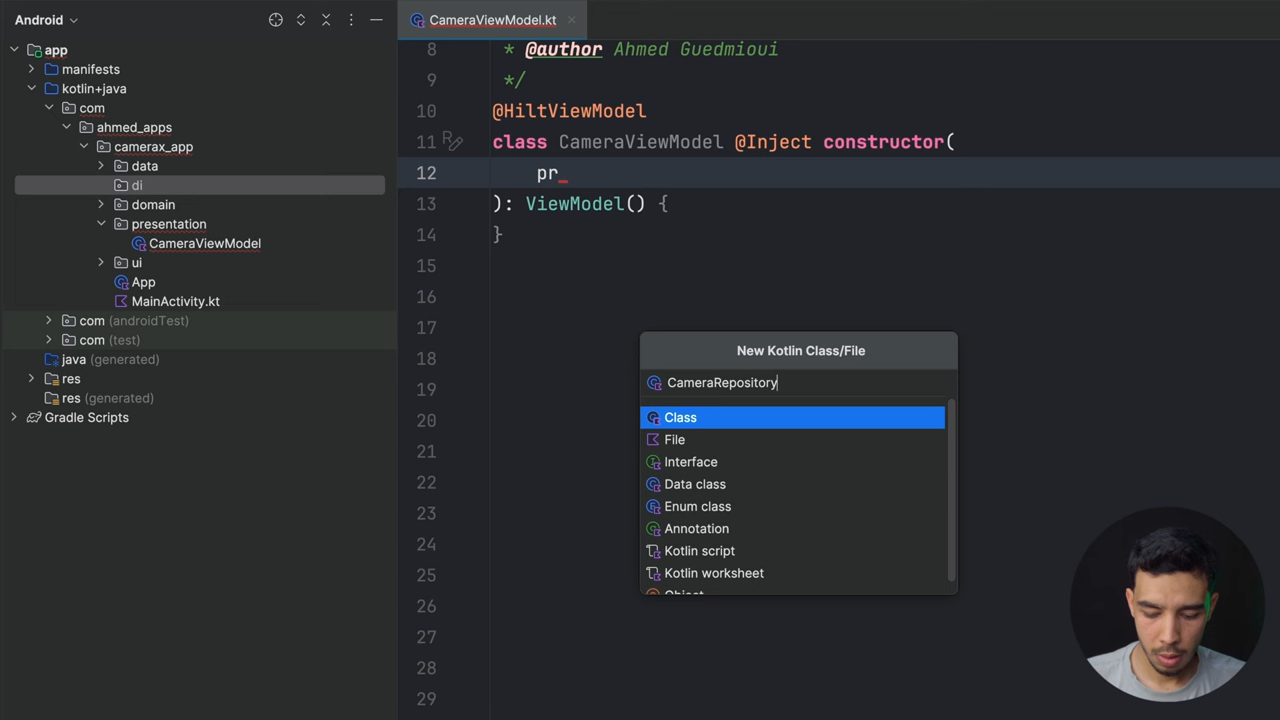 Android
CameraViewModel.kt
app
manifests
kotlin+java
com
ahmed_apps
camerax_app
data
di
domain
presentation
CameraViewModel
ui
App
MainActivity.kt
com (androidTest)
com (test)
java (generated)
res
res (generated)
Gradle Scripts
8 * @author Ahmed Guedmioui
9 */
10 @HiltViewModel
11 class CameraViewModel @Inject constructor(
12 pr
13 ): ViewModel() {
14 }
15
16
17
18
19
20
21
22
23
24
25
26
27
28
29
New Kotlin Class/File
CameraRepository
Class
File
Interface
Data class
Enum class
Annotation
Kotlin script
Kotlin worksheet
Object